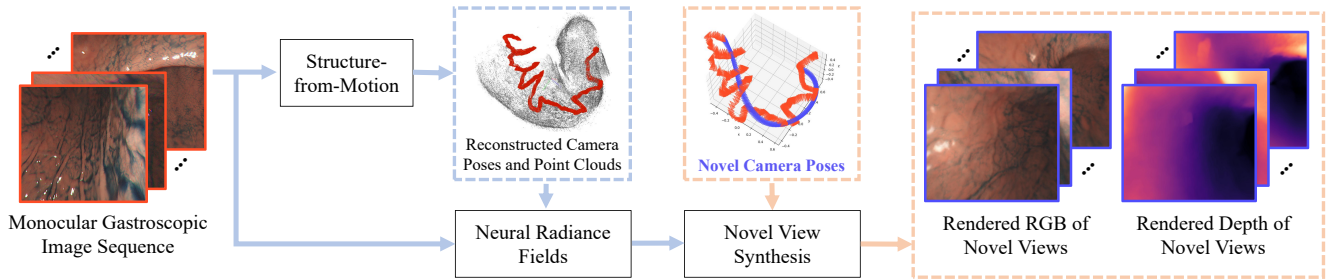 Monocular Gastroscopic
Image Sequence
Structure-
from-Motion
Reconstructed Camera
Poses and Point Clouds
Neural Radiance
Fields
Novel Camera Poses
Novel View
Synthesis
Rendered RGB of
Novel Views
Rendered Depth of
Novel Views